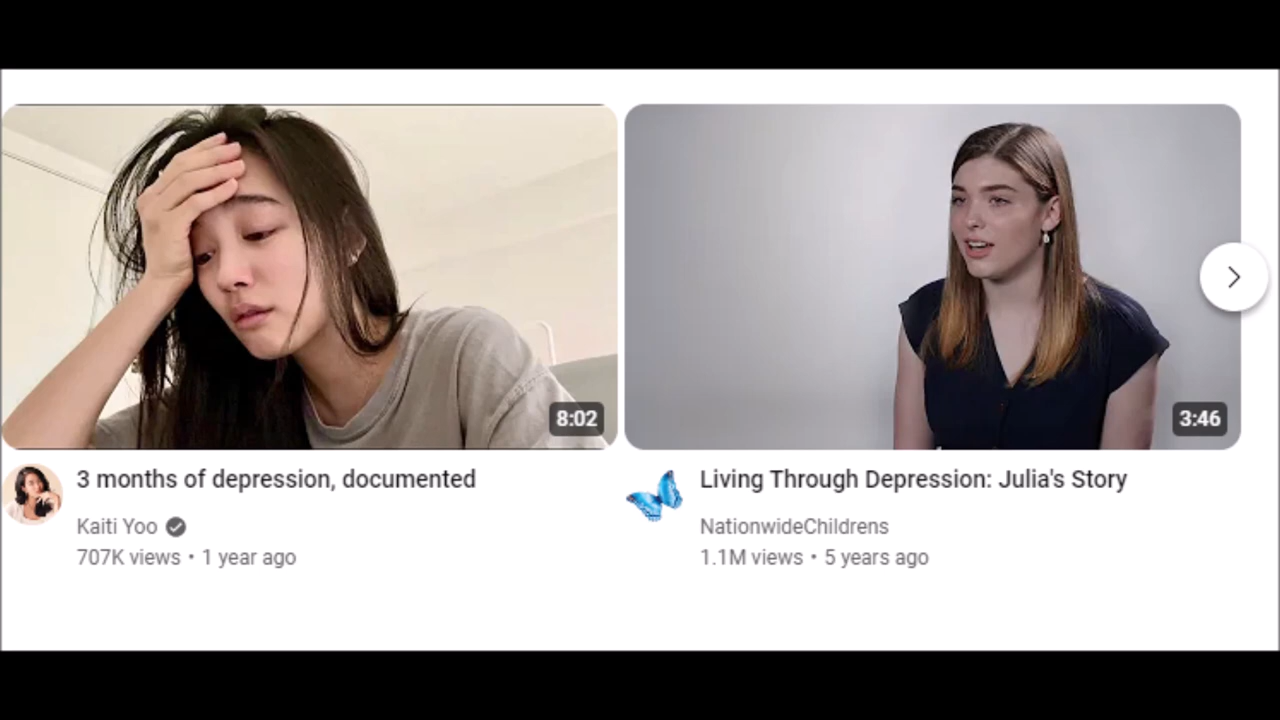 8:02
3:46
3 months of depression, documented
Kaiti Yoo
707K views • 1 year ago
Living Through Depression: Julia's Story
NationwideChildrens
1.1M views • 5 years ago